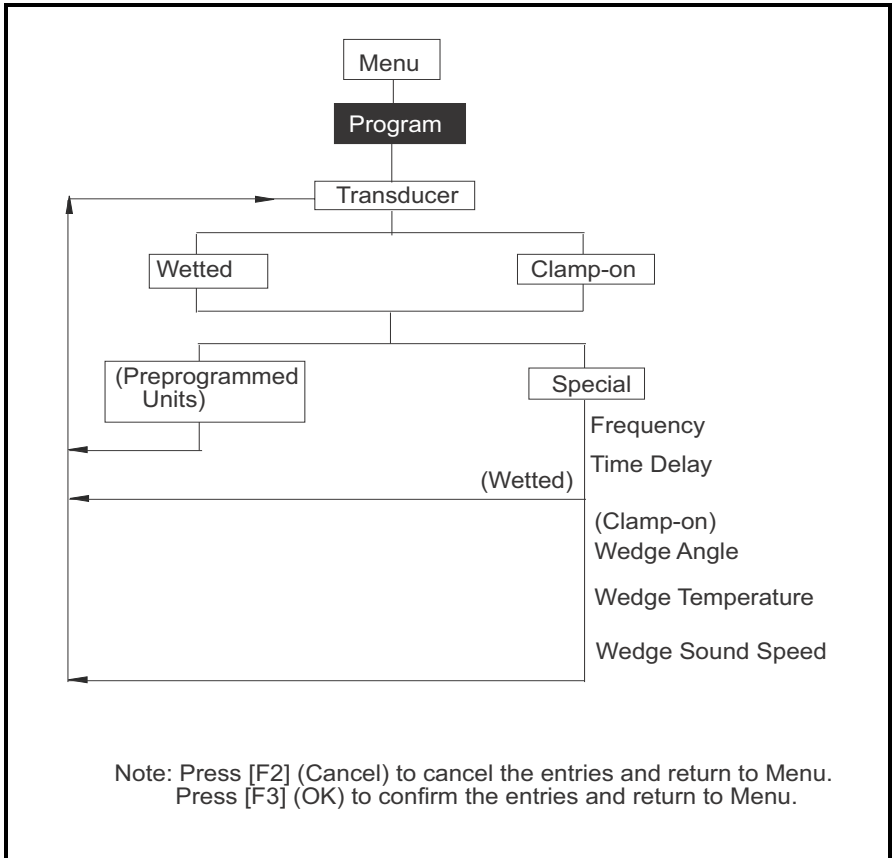 Menu
Program
Transducer
Wetted
Clamp-on
(Preprogrammed
Units)
Special
Frequency
Time Delay
(Wetted)
(Clamp-on)
Wedge Angle
Wedge Temperature
Wedge Sound Speed
Note: Press [F2] (Cancel) to cancel the entries and return to Menu.
Press [F3] (OK) to confirm the entries and return to Menu.